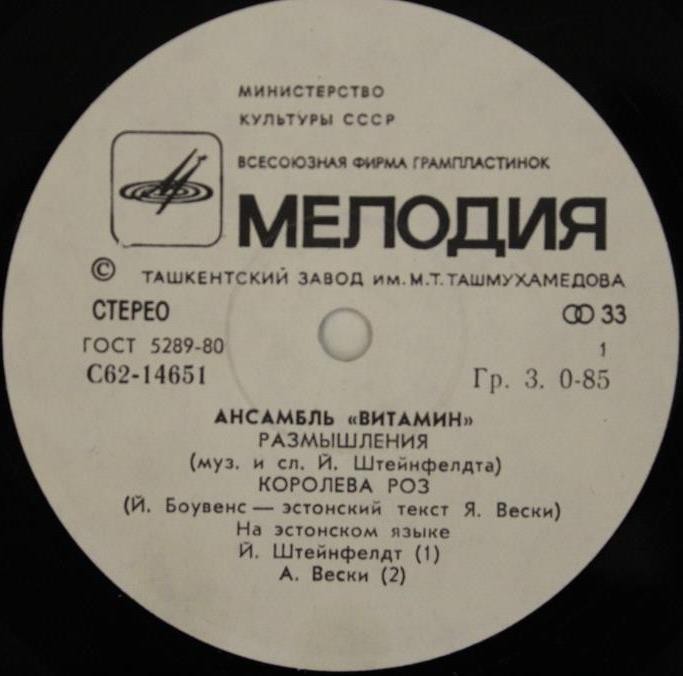 МИНИСТЕРСТВО
КУЛЬТУРЫ СССР
ВСЕСОЮЗНАЯ ФИРМА ГРАМПЛАСТИНОК
МЕЛОДИЯ
© ТАШКЕНТСКИЙ ЗАВОД ИМ. М.Т. ТАШМУХАМЕДОВА
СТЕРЕО 33
ГОСТ 5289-80 1
С62-14651 Гр. 3. 0-85
АНСАМБЛЬ «ВИТАМИН»
РАЗМЫШЛЕНИЯ
(муз. и сл. Й. Штейнфелдта)
КОРОЛЕВА РОЗ
(Й. Боувенс — эстонский текст Я. Вески)
На эстонском языке
Й. Штейнфелдт (1)
А. Вески (2)